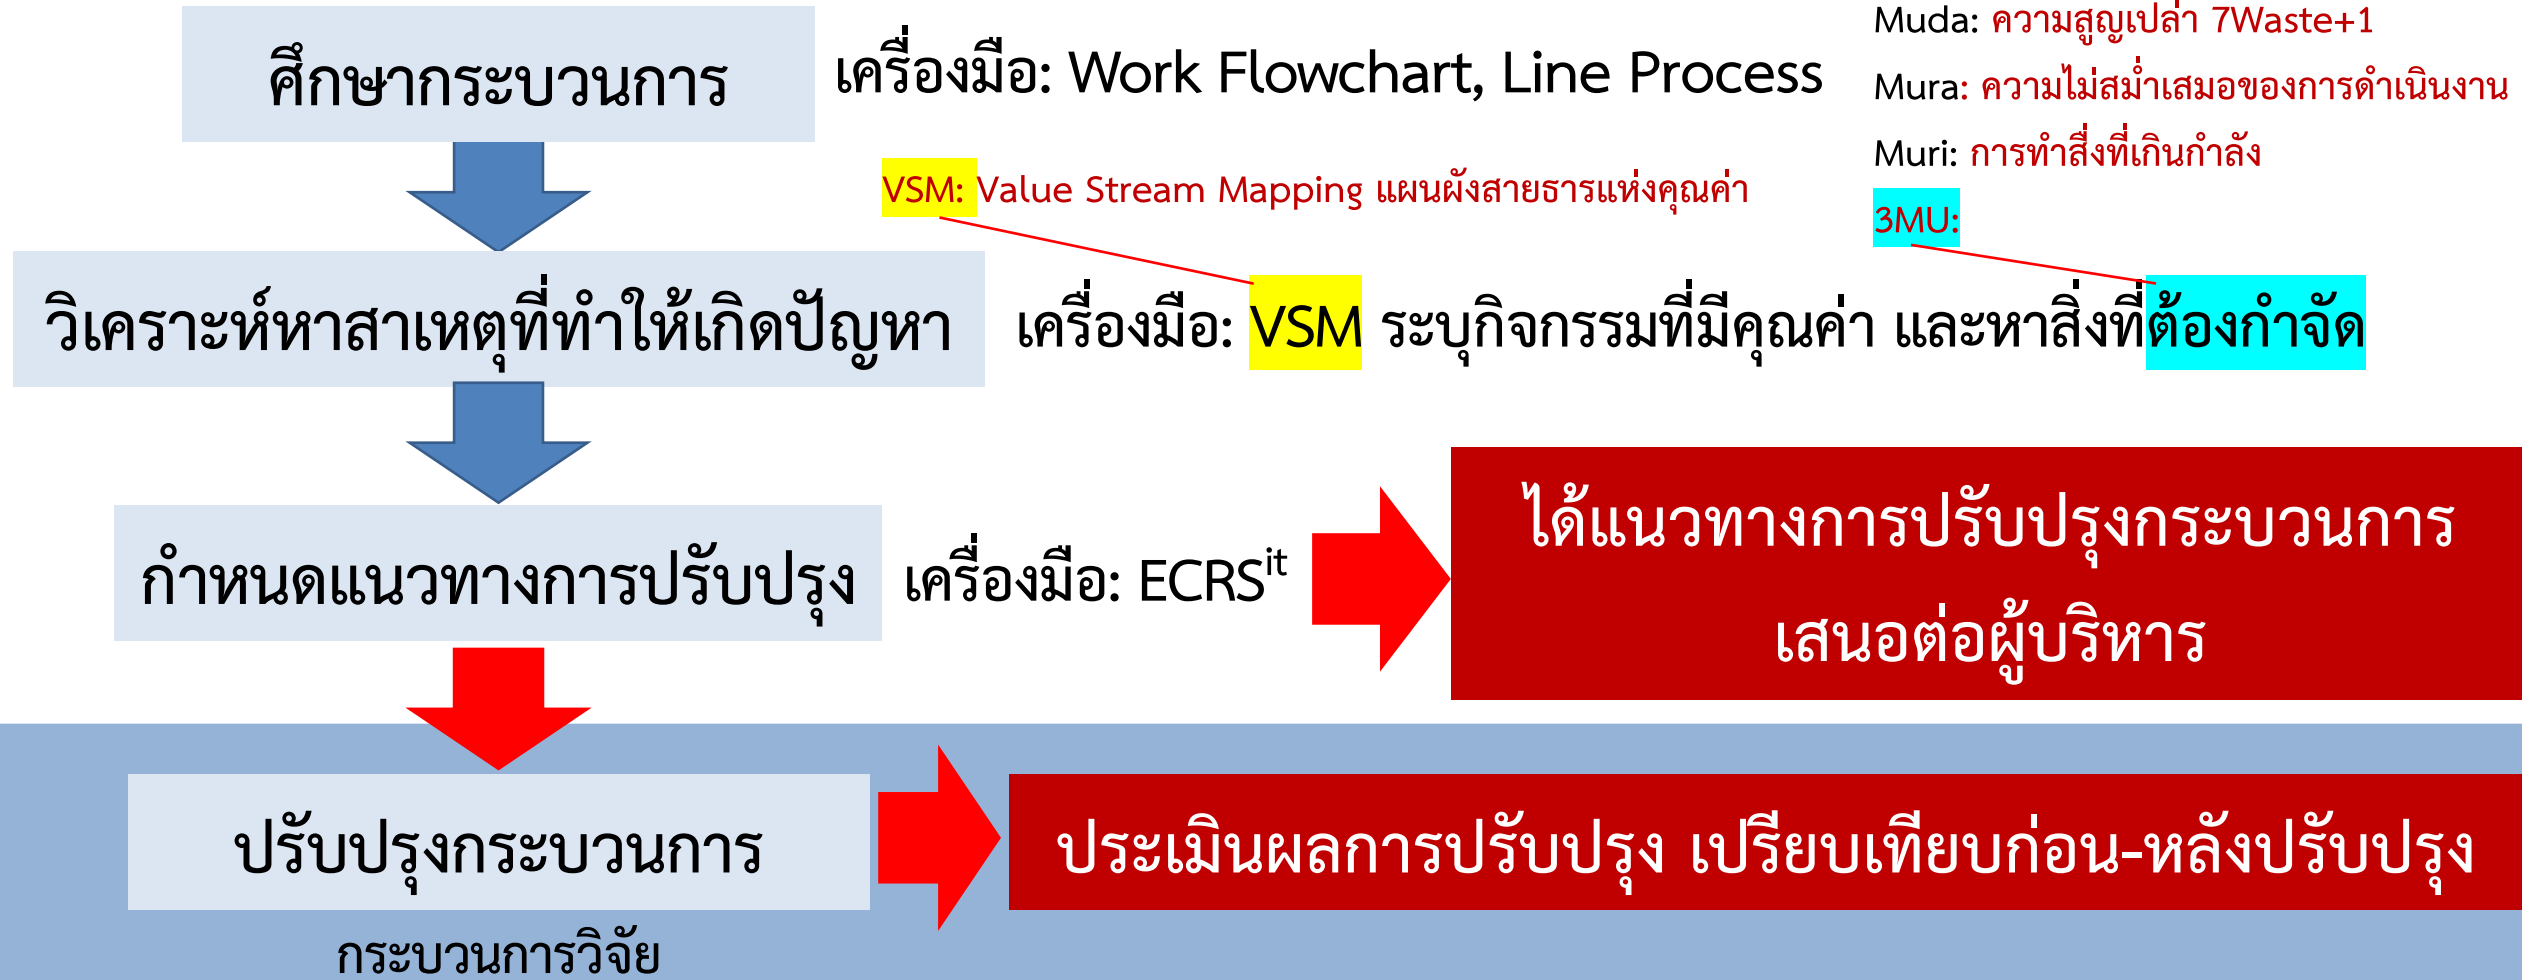 ศึกษากระบวนการ
เครื่องมือ: Work Flowchart, Line Process
Muda: ความสูญเปล่า 7Waste+1
Mura: ความไม่สม่ำเสมอของการดำเนินงาน
Muri: การทำสิ่งที่เกินกำลัง
3MU:
VSM: Value Stream Mapping แผนผังสายธารแห่งคุณค่า
วิเคราะห์หาสาเหตุที่ทำให้เกิดปัญหา
เครื่องมือ: VSM ระบุกิจกรรมที่มีคุณค่า และหาสิ่งที่ต้องกำจัด
กำหนดแนวทางการปรับปรุง
เครื่องมือ: ECRSit
ได้แนวทางการปรับปรุงกระบวนการ
เสนอต่อผู้บริหาร
ปรับปรุงกระบวนการ
ประเมินผลการปรับปรุง เปรียบเทียบก่อน-หลังปรับปรุง
กระบวนการวิจัย